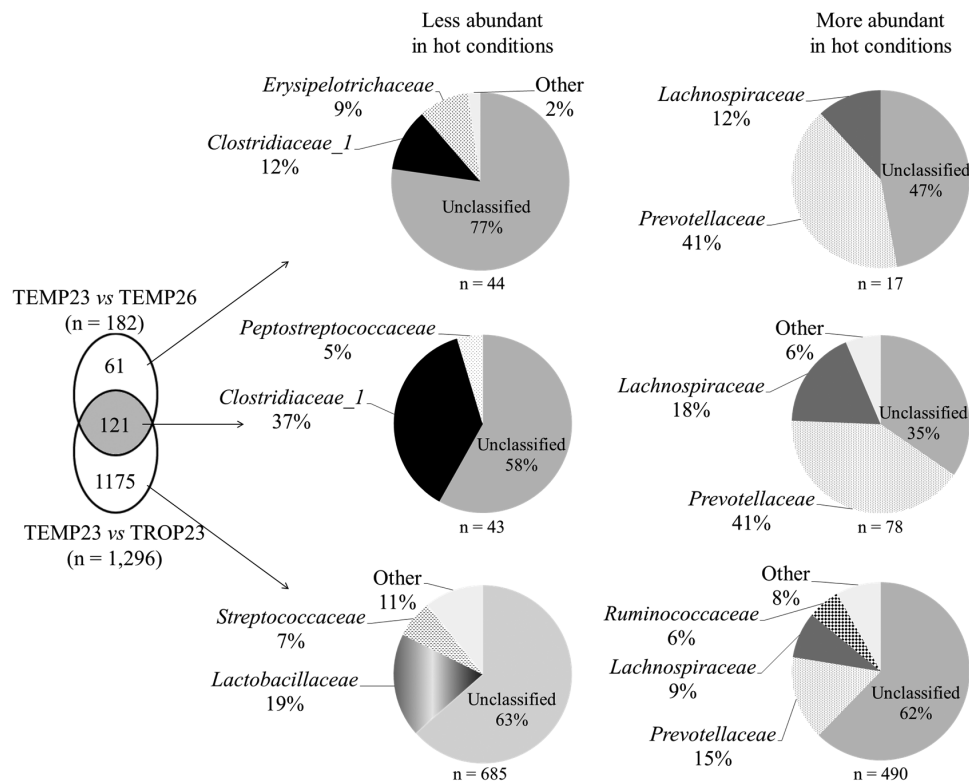 Less abundant
in hot conditions
More abundant
in hot conditions
Erysipelotrichaceae
9%
Other
2%
Clostridiaceae_1
12%
Unclassified
77%
n = 44
Lachnospiraceae
12%
Unclassified
47%
Prevotellaceae
41%
n = 17
TEMP23 vs TEMP26
(n = 182)
61
121
1175
TEMP23 vs TROP23
(n = 1,296)
Peptostreptococcaceae
5%
Clostridiaceae_1
37%
Unclassified
58%
n = 43
Other
6%
Lachnospiraceae
18%
Unclassified
35%
Prevotellaceae
41%
n = 78
Other
11%
Streptococcaceae
7%
Lactobacillaceae
19%
Unclassified
63%
n = 685
Other
8%
Ruminococcaceae
6%
Lachnospiraceae
9%
Unclassified
62%
Prevotellaceae
15%
n = 490